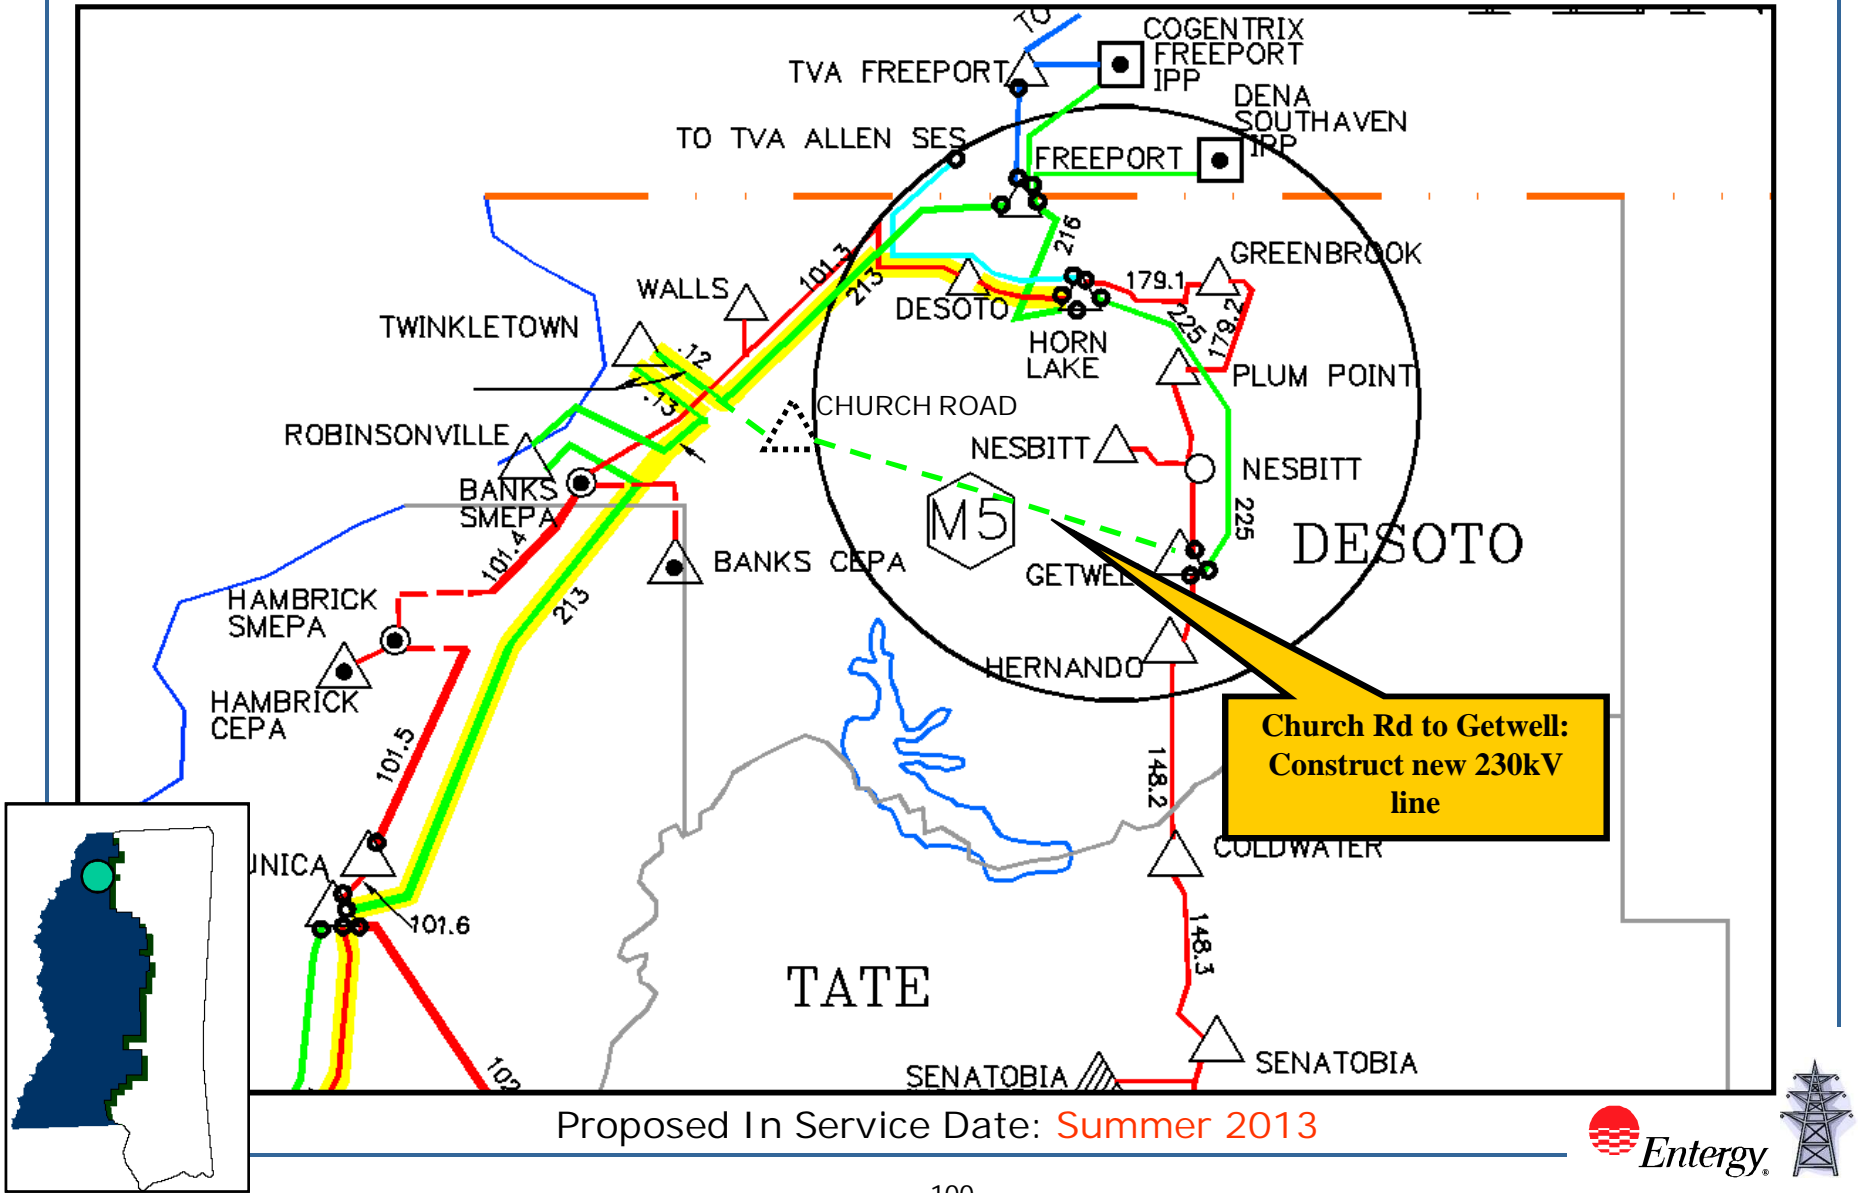 TO
COGENTRIX
FREEPORT
IPP
TVA FREEPORT
DENA
SOUTHAVEN
IPP
TO TVA ALLEN SES
FREEPORT
216
GREENBROOK
101.3
213
179.1
WALLS
DESOTO
225
179.2
TWINKLETOWN
.12
HORN
LAKE
PLUM POINT
.13
CHURCH ROAD
ROBINSONVILLE
NESBITT
NESBITT
BANKS
SMEPA
M5
225
DESOTO
101.4
BANKS CEPA
GETWEL
HAMBRICK
SMEPA
213
HERNANDO
HAMBRICK
CEPA
Church Rd to Getwell:
Construct new 230kV
line
101.5
148.2
COLDWATER
UNICA
101.6
148.3
TATE
102
SENATOBIA
SENATOBIA
Proposed In Service Date: Summer 2013
Entergy
100